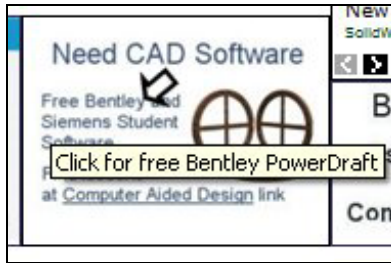 Need CAD Software
Free Bentley and
Siemens Student
Software
Click for free Bentley PowerDraft
at Computer Aided Design link
New
SolidW
B
Con